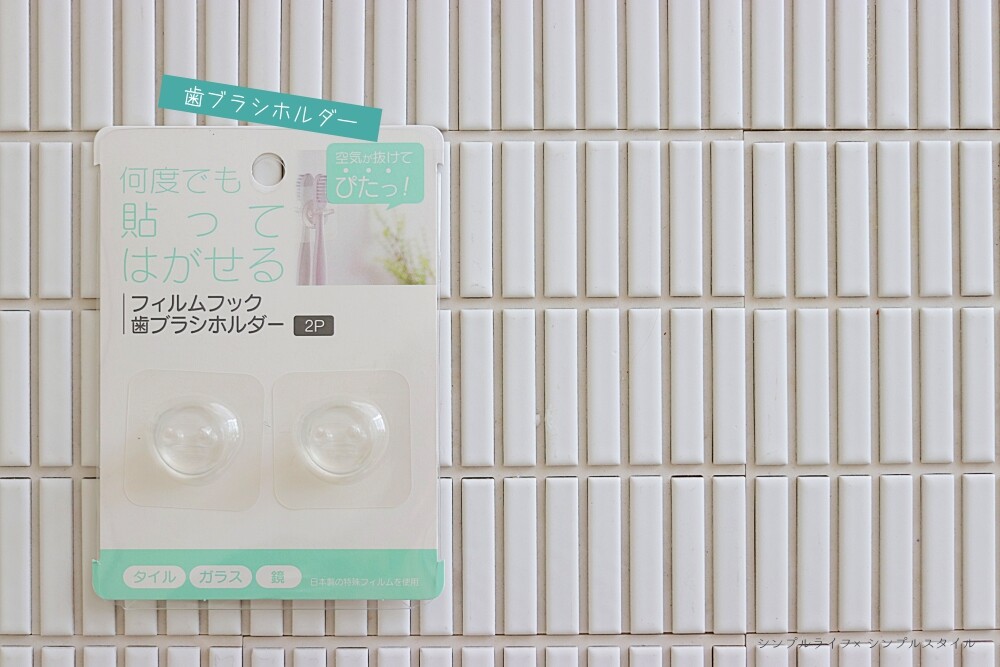 歯ブラシホルダー
何度でも
貼って
はがせる
空気が抜けて
ぴたっ!
フィルムフック
歯ブラシホルダー 2P
タイル ガラス 鏡 日本製の特殊フィルムを使用
シンプルライフ× シンプルスタイル